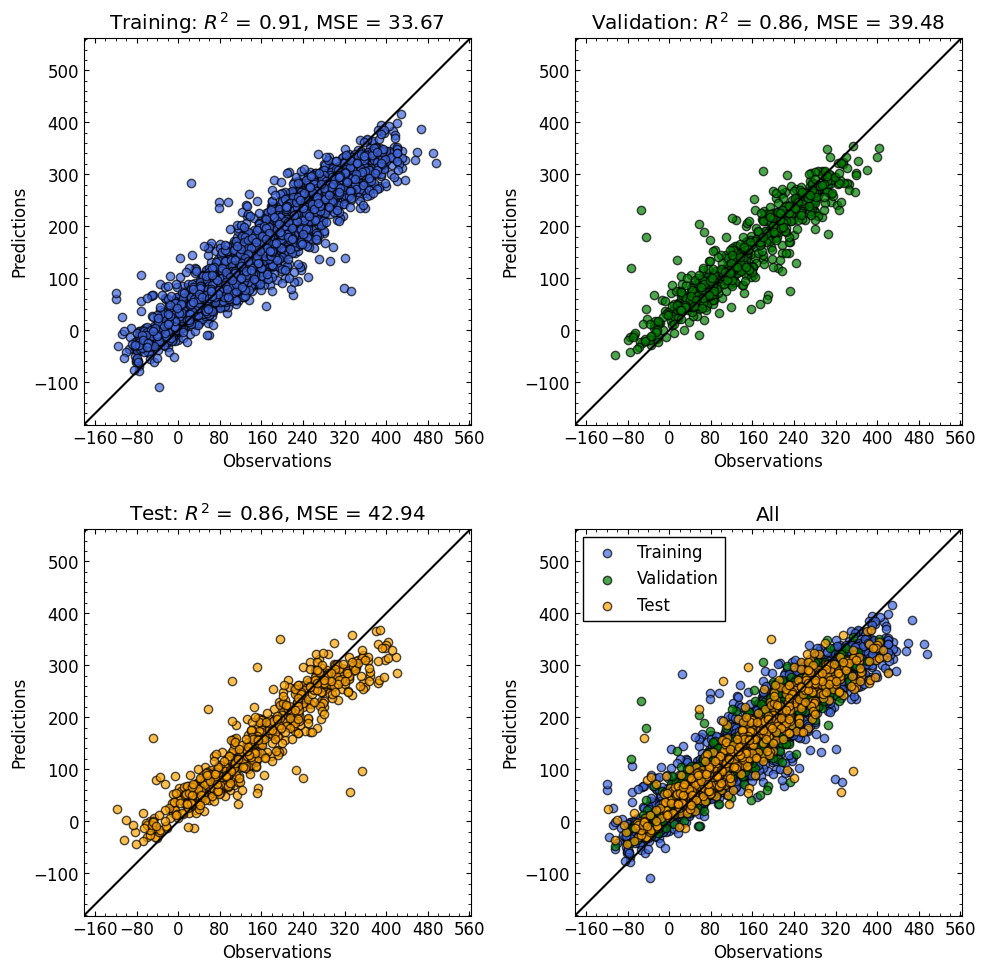 Training: $R^2$ = 0.91, MSE = 33.67
Predictions
500
400
300
200
100
0
−100
−160 −80 0 80 160 240 320 400 480 560
Observations
Validation: $R^2$ = 0.86, MSE = 39.48
Predictions
500
400
300
200
100
0
−100
−160 −80 0 80 160 240 320 400 480 560
Observations
Test: $R^2$ = 0.86, MSE = 42.94
Predictions
500
400
300
200
100
0
−100
−160 −80 0 80 160 240 320 400 480 560
Observations
All
Training
Validation
Test
Predictions
500
400
300
200
100
0
−100
−160 −80 0 80 160 240 320 400 480 560
Observations